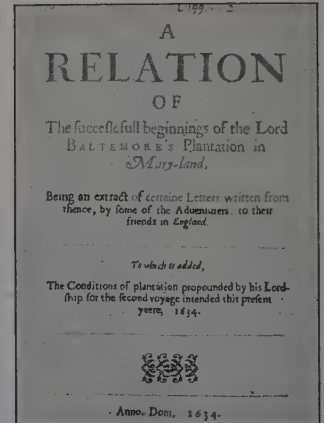 A
RELATION
OF
The successefull beginnings of the Lord
BALTEMORE'S Plantation in
Mary-land,
Being an extract of certaine Letters written from
thence, by some of the Aduenturers, to their
friends in England.
To which is added,
The Conditions of plantation propounded by his Lord-
ship for the second voyage intended this present
yeere, 1634.
Anno. Dom, 1634.